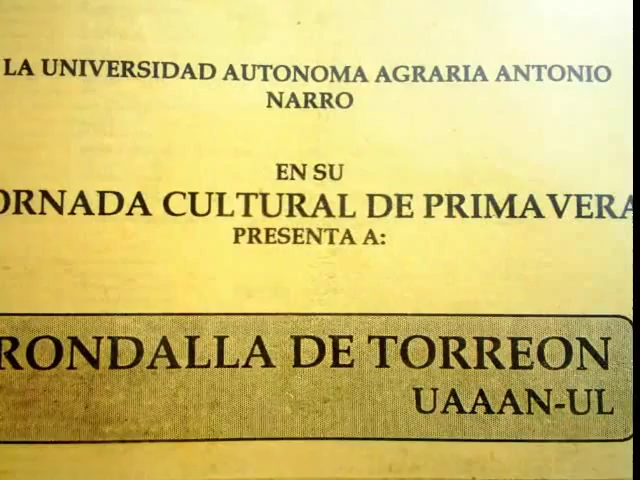 LA UNIVERSIDAD AUTONOMA AGRARIA ANTONIO
NARRO
EN SU
ORNADA CULTURAL DE PRIMAVERA
PRESENTA A:
RONDALLA DE TORREON
UAAAN-UL